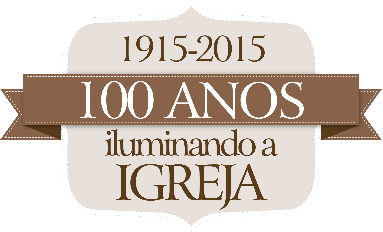 1915-2015
100 ANOS
iluminando a
IGREJA